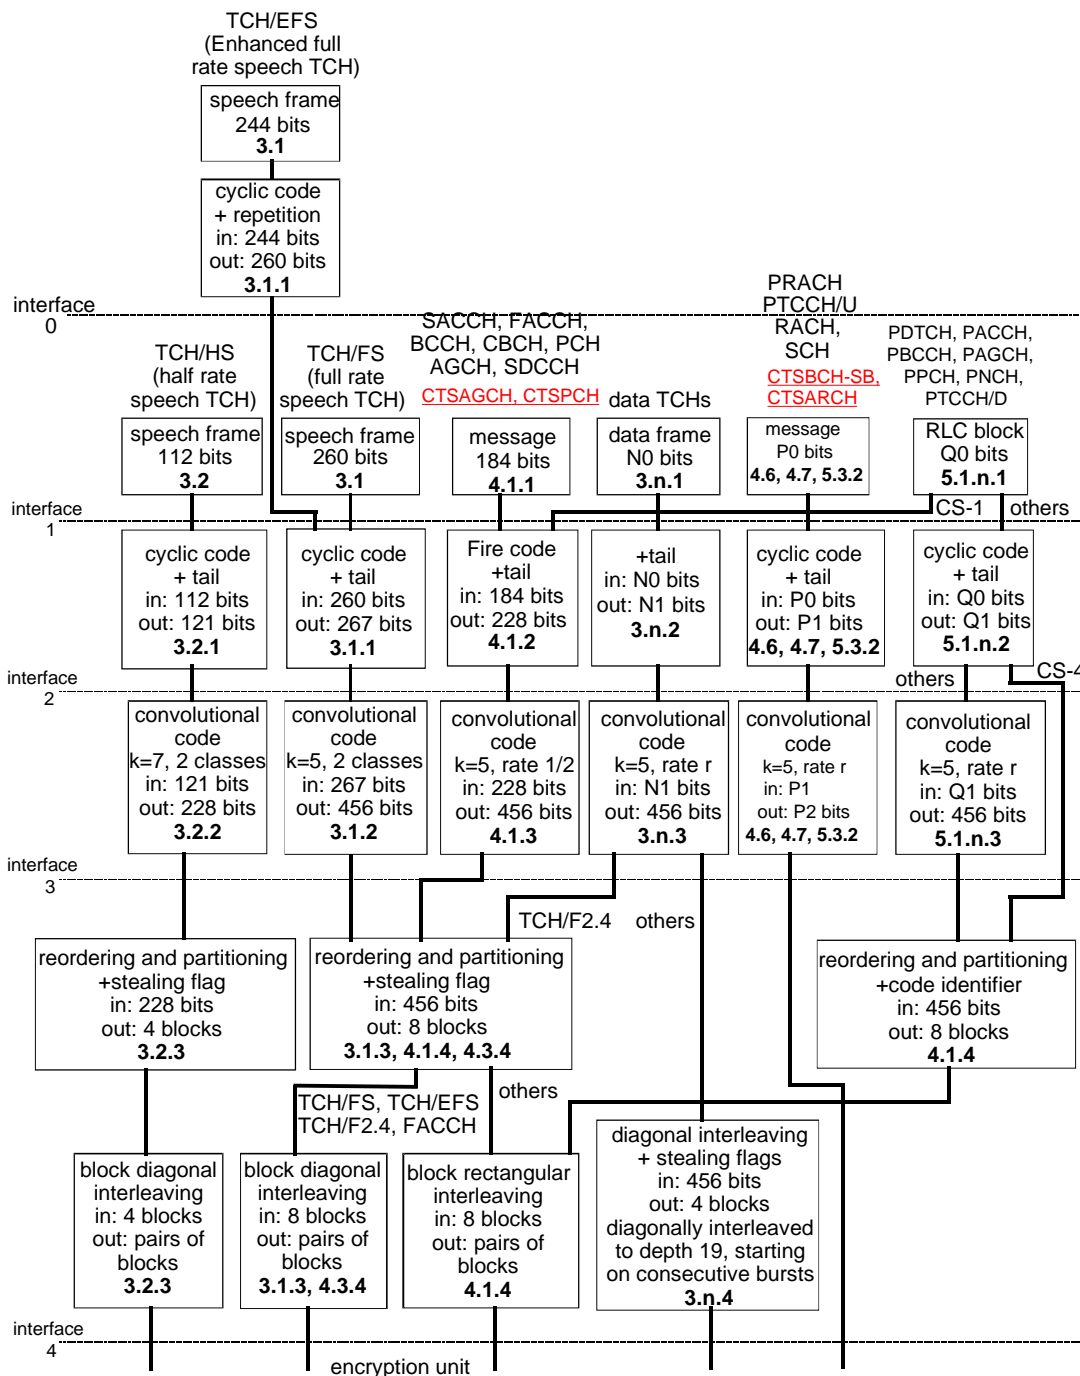 TCH/EFS
(Enhanced full
rate speech TCH)
speech frame
244 bits
3.1
cyclic code
+ repetition
in: 244 bits
out: 260 bits
3.1.1
interface
0
TCH/HS
(half rate
speech TCH)
TCH/FS
(full rate
speech TCH)
SACCH, FACCH,
BCCH, CBCH, PCH
AGCH, SDCCH
CTSAGCH, CTSPCH
data TCHs
PRACH
PTCCH/U
RACH,
SCH
CTSBCH-SB,
CTSARCH
PDTCH, PACCH,
PBCCH, PAGCH,
PPCH, PNCH,
PTCCH/D
speech frame
112 bits
3.2
speech frame
260 bits
3.1
message
184 bits
4.1.1
data frame
N0 bits
3.n.1
message
P0 bits
4.6, 4.7, 5.3.2
RLC block
Q0 bits
5.1.n.1
interface
1
CS-1
others
cyclic code
+ tail
in: 112 bits
out: 121 bits
3.2.1
cyclic code
+ tail
in: 260 bits
out: 267 bits
3.1.1
Fire code
+tail
in: 184 bits
out: 228 bits
4.1.2
+tail
in: N0 bits
out: N1 bits
3.n.2
cyclic code
+ tail
in: P0 bits
out: P1 bits
4.6, 4.7, 5.3.2
cyclic code
+ tail
in: Q0 bits
out: Q1 bits
5.1.n.2
interface
2
others
CS-4
convolutional
code
k=7, 2 classes
in: 121 bits
out: 228 bits
3.2.2
convolutional
code
k=5, 2 classes
in: 267 bits
out: 456 bits
3.1.2
convolutional
code
k=5, rate 1/2
in: 228 bits
out: 456 bits
4.1.3
convolutional
code
k=5, rate r
in: N1 bits
out: 456 bits
3.n.3
convolutional
code
k=5, rate r
in: P1
out: P2 bits
4.6, 4.7, 5.3.2
convolutional
code
k=5, rate r
in: Q1 bits
out: 456 bits
5.1.n.3
interface
3
TCH/F2.4
others
reordering and partitioning
+stealing flag
in: 228 bits
out: 4 blocks
3.2.3
reordering and partitioning
+stealing flag
in: 456 bits
out: 8 blocks
3.1.3, 4.1.4, 4.3.4
reordering and partitioning
+code identifier
in: 456 bits
out: 8 blocks
4.1.4
TCH/FS, TCH/EFS
TCH/F2.4, FACCH
others
block diagonal
interleaving
in: 4 blocks
out: pairs of
blocks
3.2.3
block diagonal
interleaving
in: 8 blocks
out: pairs of
blocks
3.1.3, 4.3.4
block rectangular
interleaving
in: 8 blocks
out: pairs of
blocks
4.1.4
diagonal interleaving
+ stealing flags
in: 456 bits
out: 4 blocks
diagonally interleaved
to depth 19, starting
on consecutive bursts
3.n.4
interface
4
encryption unit